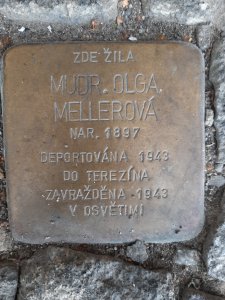 ZDE ŽILA
MUDR. OLGA
MELLEROVÁ
NAR. 1897
DEPORTOVÁNA 1943
DO TEREZÍNA
ZAVRAŽDĚNA 1943
V OSVĚTIMI